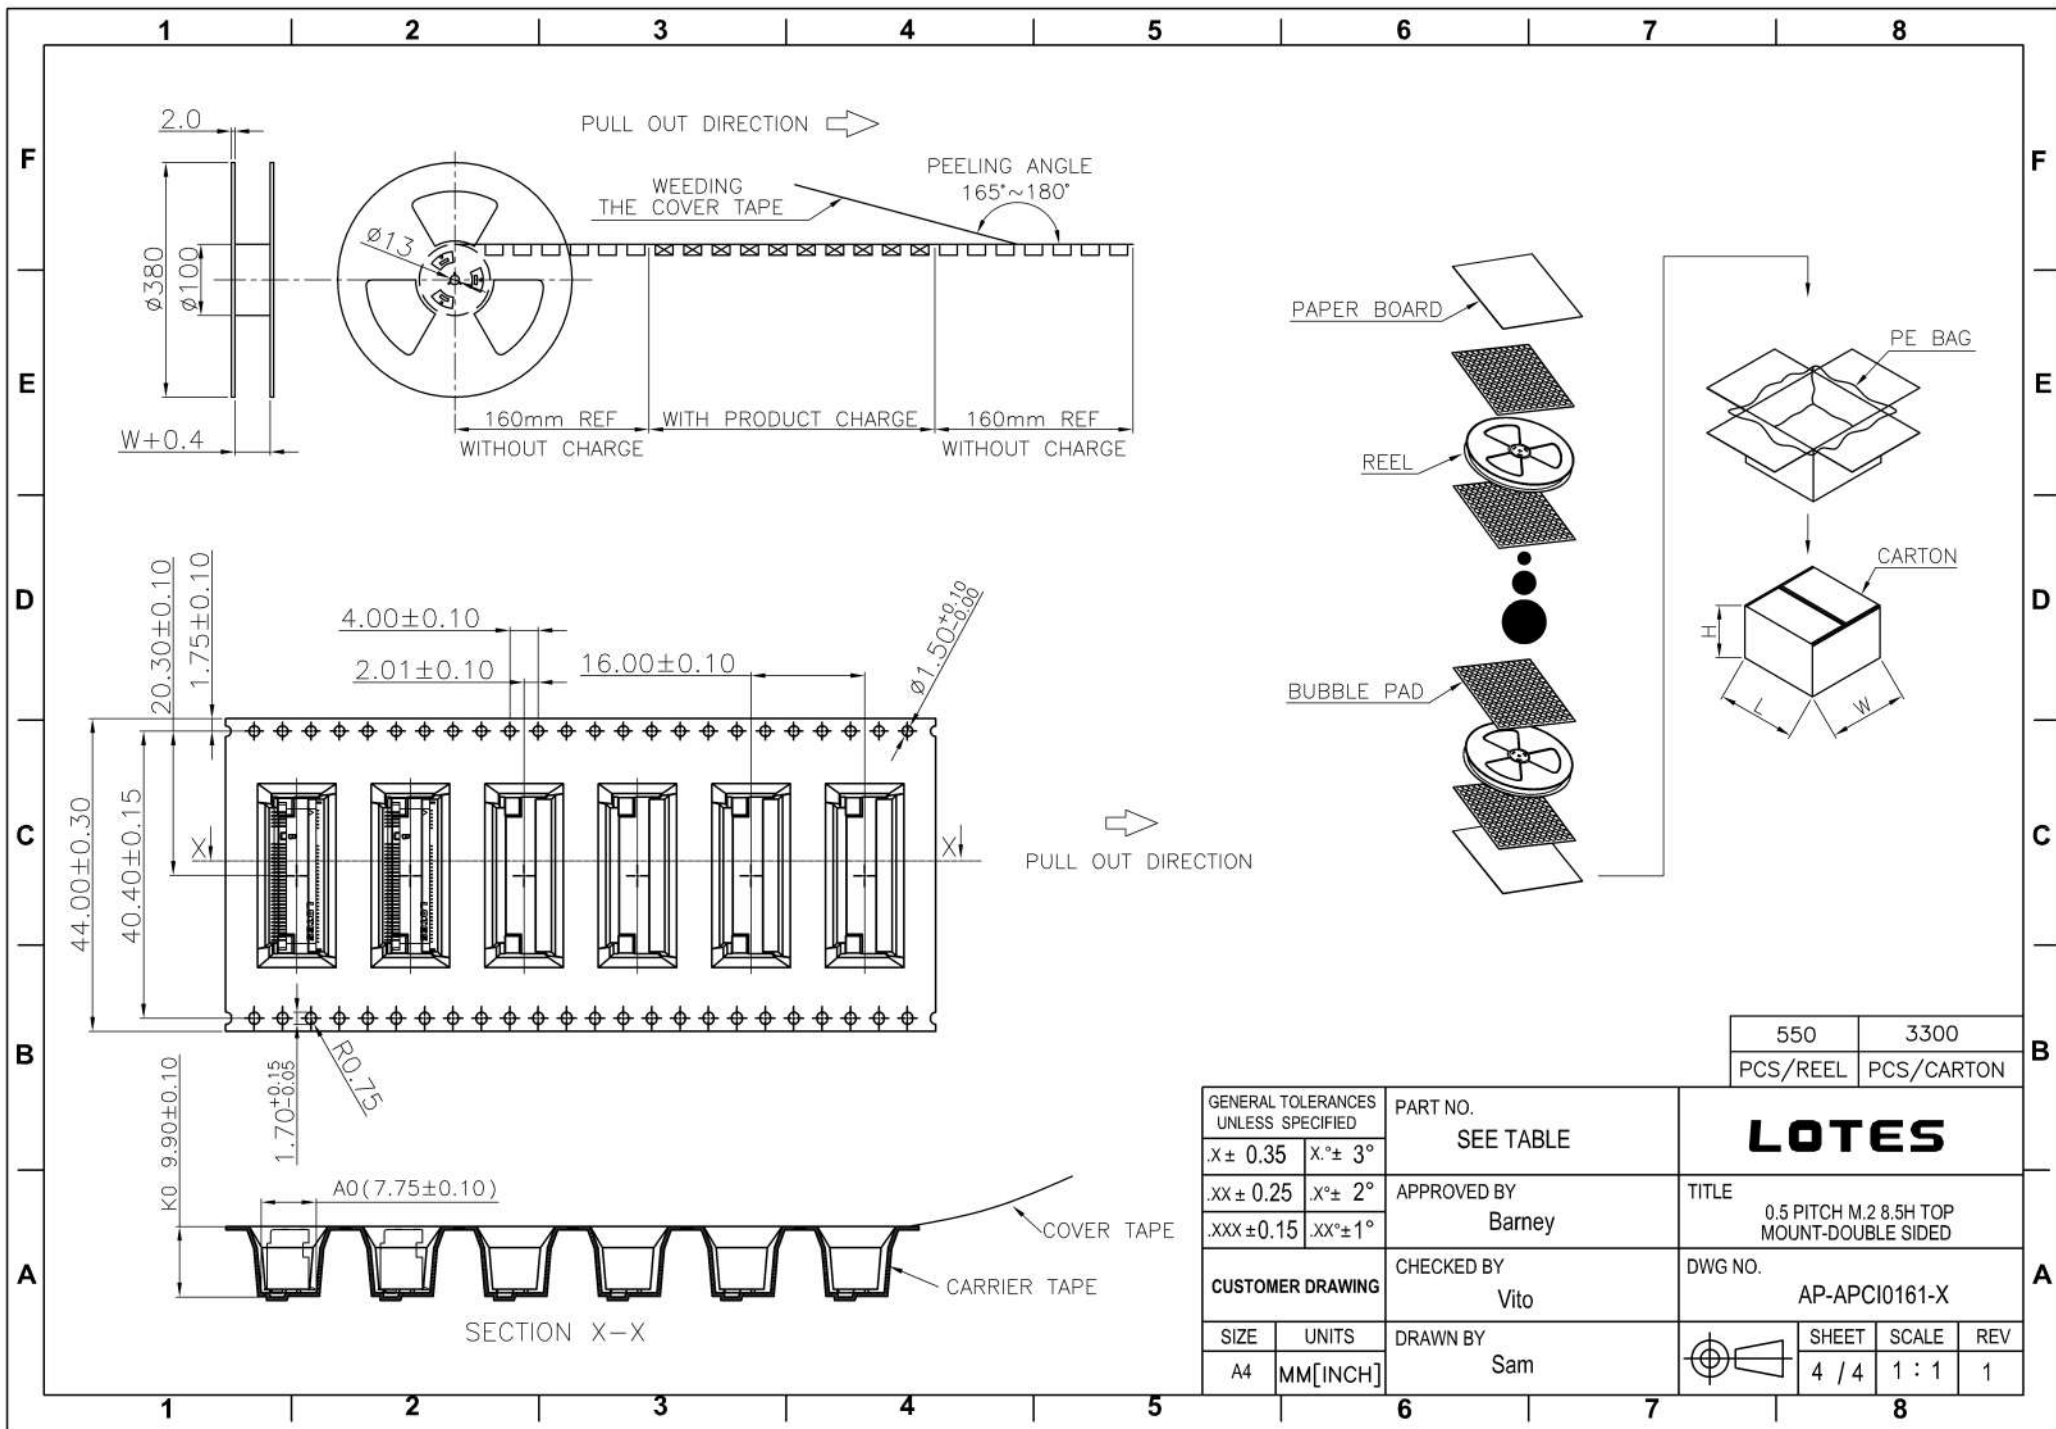 1 2 3 4 5 6 7 8
F F
E E
D D
C C
B B
A A
2.0
ø380
ø100
W+0.4
PULL OUT DIRECTION
ø13
WEEDING
THE COVER TAPE
PEELING ANGLE
165°~180°
160mm REF
WITHOUT CHARGE
WITH PRODUCT CHARGE
160mm REF
WITHOUT CHARGE
PAPER BOARD
REEL
BUBBLE PAD
PE BAG
CARTON
H
L
W
20.30±0.10
1.75±0.10
4.00±0.10
2.01±0.10
16.00±0.10
ø1.50+0.10-0.00
44.00±0.30
40.40±0.15
X X
PULL OUT DIRECTION
1.70+0.15-0.05
R0.75
K0 9.90±0.10
A0(7.75±0.10)
COVER TAPE
CARRIER TAPE
SECTION X-X
550 3300
PCS/REEL PCS/CARTON
GENERAL TOLERANCES
UNLESS SPECIFIED
.X± 0.35 X.°± 3°
.XX± 0.25 .X°± 2°
.XXX±0.15 .XX°±1°
CUSTOMER DRAWING
SIZE UNITS
A4 MM[INCH]
PART NO.
SEE TABLE
APPROVED BY
Barney
CHECKED BY
Vito
DRAWN BY
Sam
LOTES
TITLE
0.5 PITCH M.2 8.5H TOP
MOUNT-DOUBLE SIDED
DWG NO.
AP-APCI0161-X
SHEET SCALE REV
4 / 4 1 : 1 1
1 2 3 4 5 6 7 8